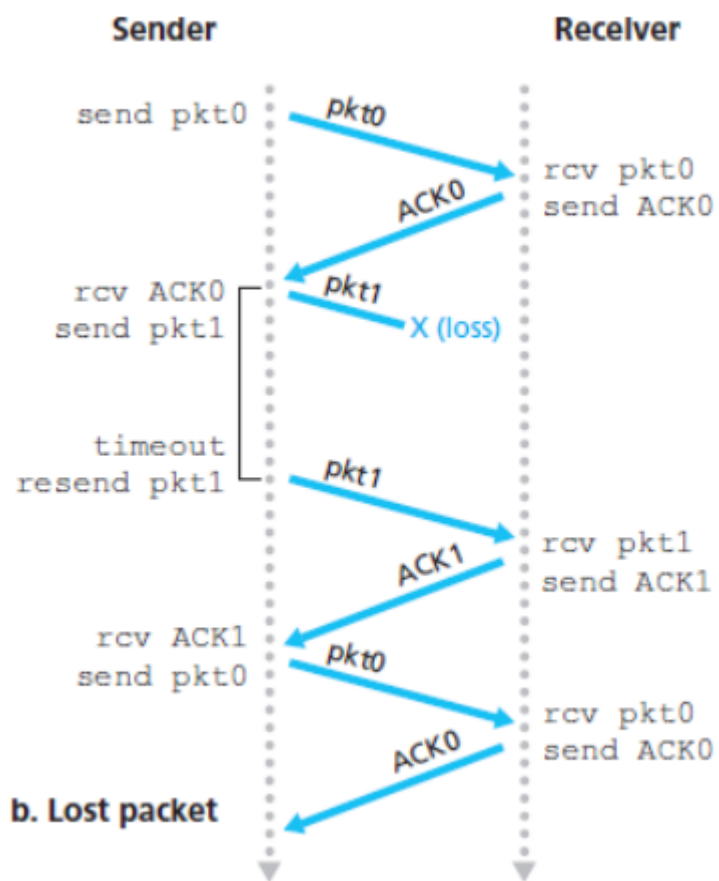 Sender
Receiver
send pkt0
pkt0
rcv pkt0
send ACK0
ACK0
rcv ACK0
send pkt1
pkt1
X (loss)
timeout
resend pkt1
pkt1
rcv pkt1
send ACK1
ACK1
rcv ACK1
send pkt0
pkt0
rcv pkt0
send ACK0
ACK0
b. Lost packet